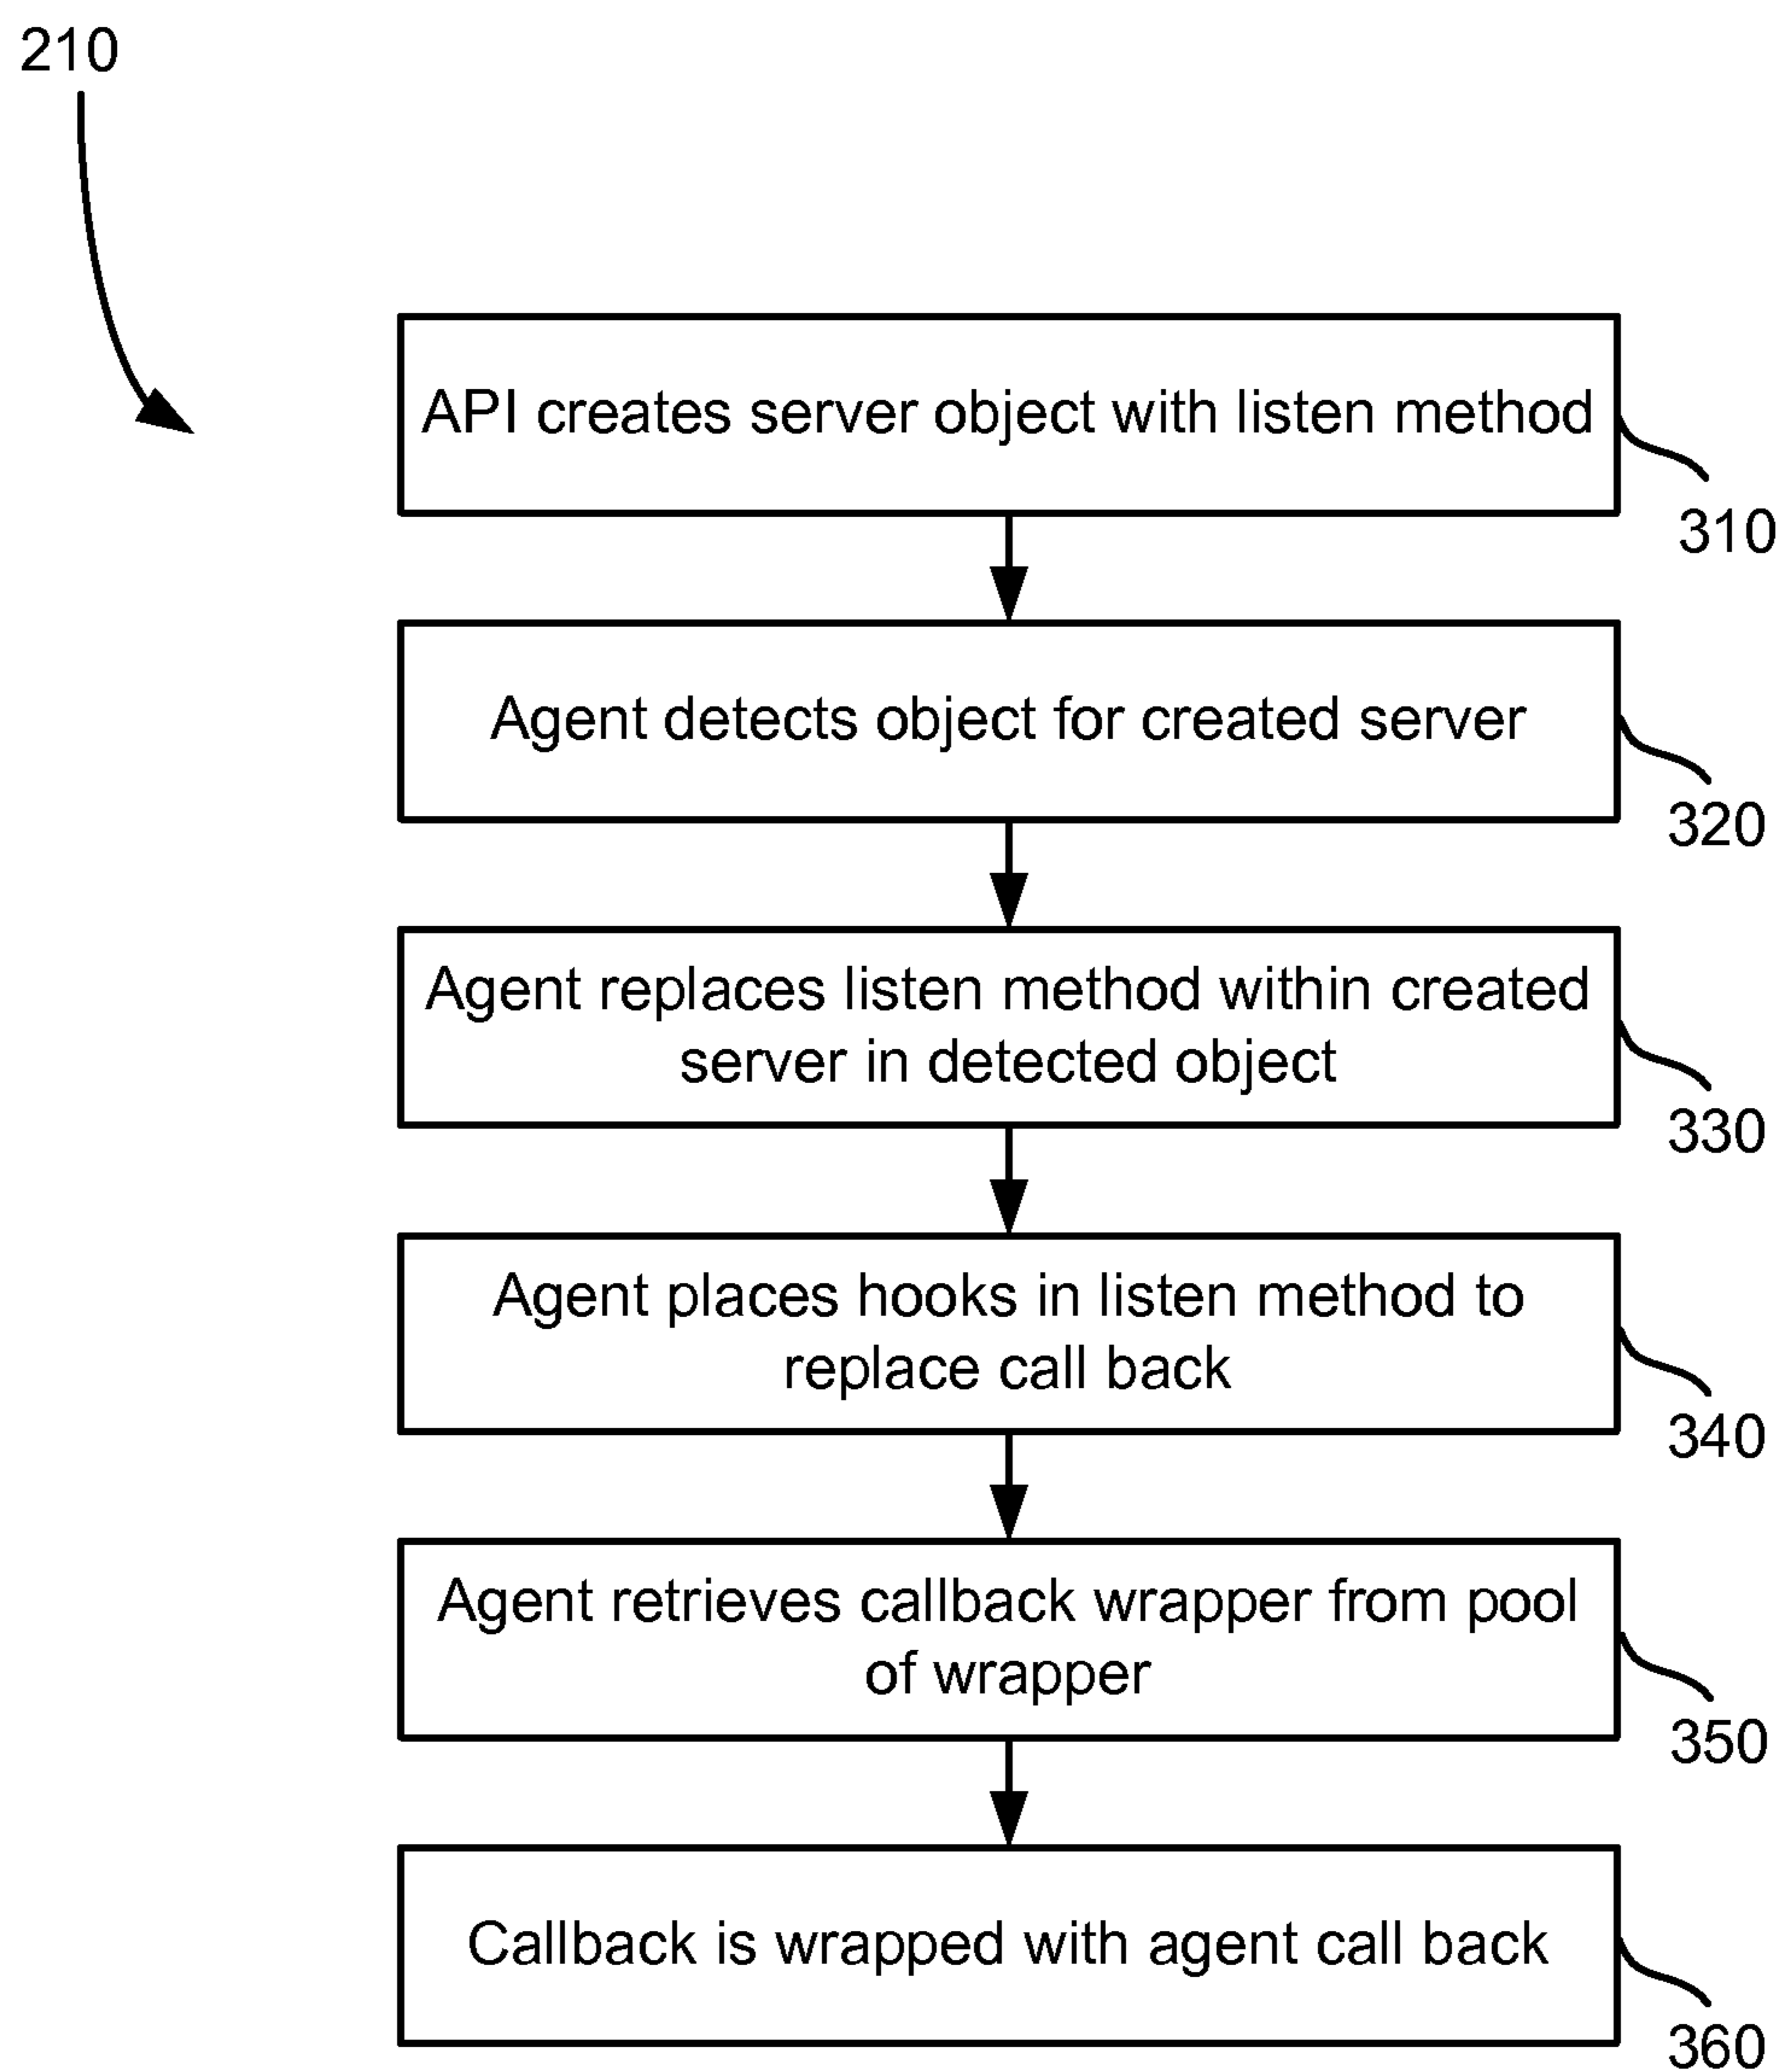 210
API creates server object with listen method
310
Agent detects object for created server
320
Agent replaces listen method within created
server in detected object
330
Agent places hooks in listen method to
replace call back
340
Agent retrieves callback wrapper from pool
of wrapper
350
Callback is wrapped with agent call back
360